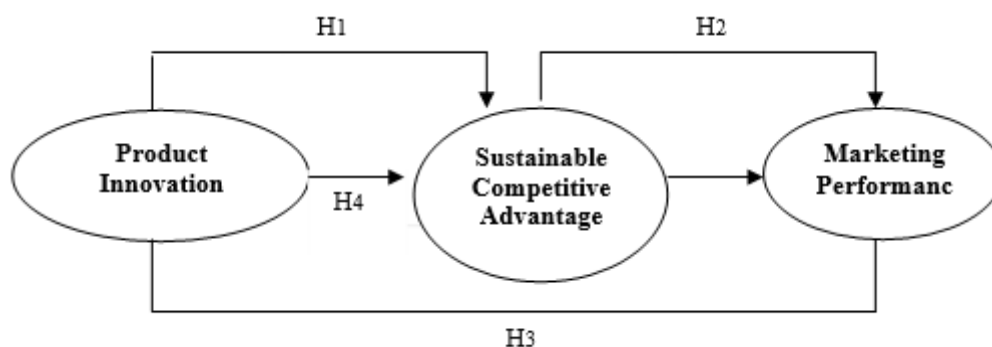 H1
H2
Product
Innovation
H4
Sustainable
Competitive
Advantage
Marketing
Performanc
H3